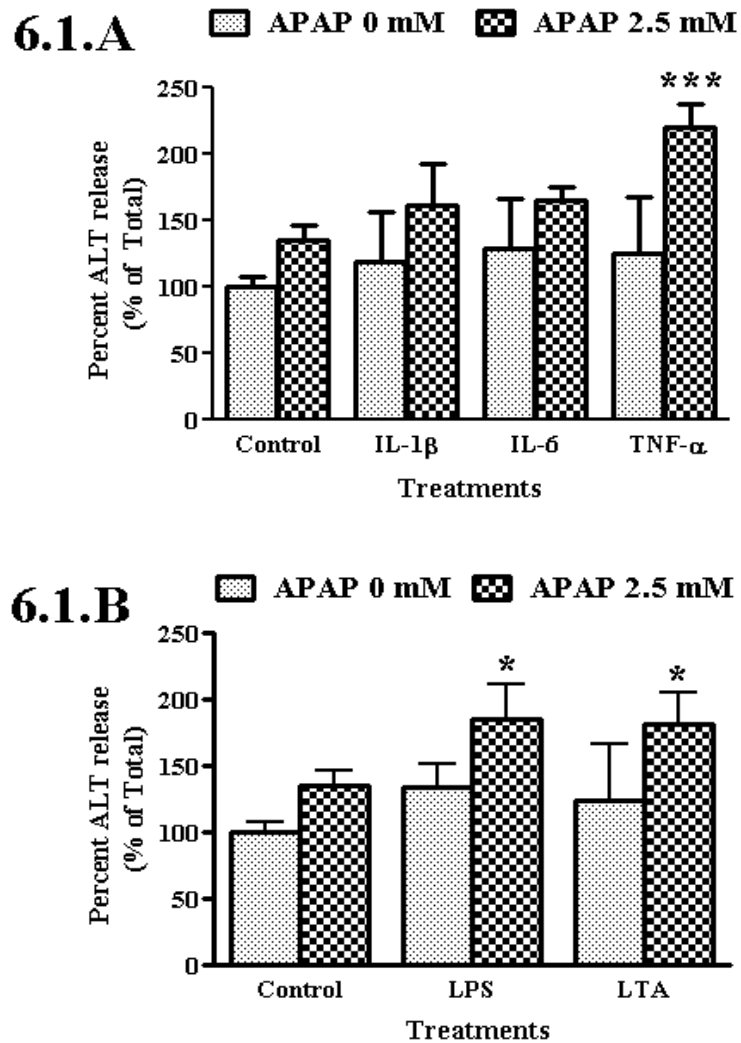 6.1.A
APAP 0 mM APAP 2.5 mM
Percent ALT release
(% of Total)
250
200
150
100
50
0
***
Control IL-1β IL-6 TNF-α
Treatments
6.1.B
APAP 0 mM APAP 2.5 mM
Percent ALT release
(% of Total)
250
200
150
100
50
0
* *
Control LPS LTA
Treatments